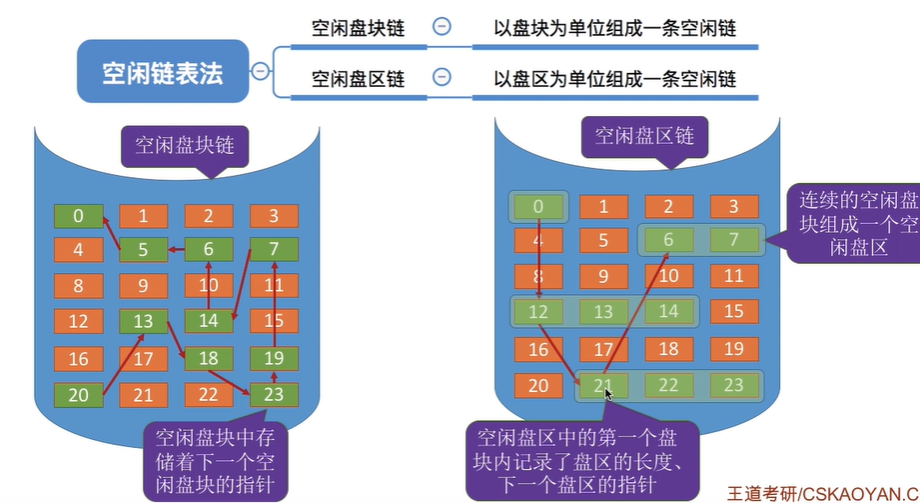 空闲链表法
空闲盘块链
以盘块为单位组成一条空闲链
空闲盘区链
以盘区为单位组成一条空闲链
空闲盘块链
0 1 2 3
4 5 6 7
8 9 10 11
12 13 14 15
16 17 18 19
20 21 22 23
空闲盘块中存
储着下一个空
闲盘块的指针
空闲盘区链
0 1 2 3
4 5 6 7
8 9 10 11
12 13 14 15
16 17 18 19
20 21 22 23
连续的空闲盘
块组成一个空
闲盘区
空闲盘区中的第一个盘
块内记录了盘区的长度、
下一个盘区的指针
王道考研/CSKAOYAN.C